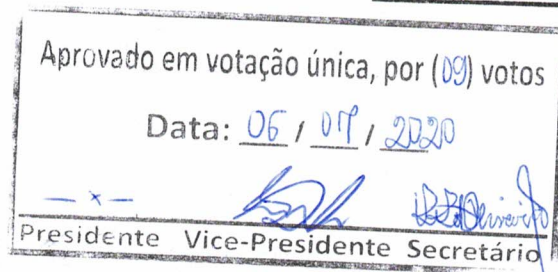 Aprovado em votação única, por (09) votos
Data: 06 / 07 / 2020
— x —
Presidente Vice-Presidente Secretário